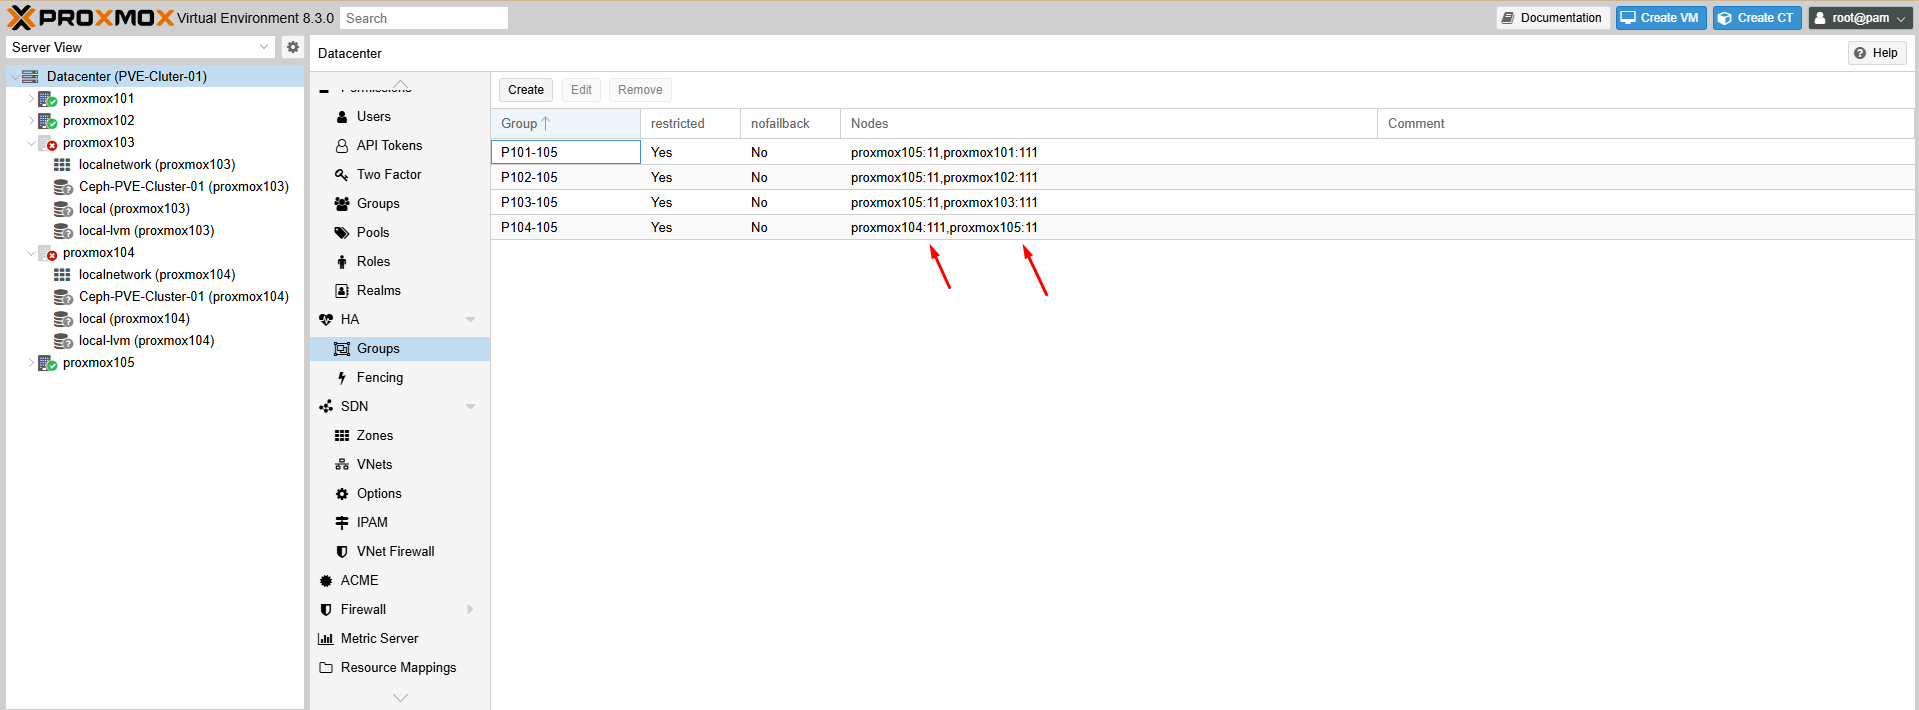 PROXMOX Virtual Environment 8.3.0 Search Documentation Create VM Create CT root@pam
Server View
Datacenter (PVE-Cluter-01)
proxmox101
proxmox102
proxmox103
localnetwork (proxmox103)
Ceph-PVE-Cluster-01 (proxmox103)
local (proxmox103)
local-lvm (proxmox103)
proxmox104
localnetwork (proxmox104)
Ceph-PVE-Cluster-01 (proxmox104)
local (proxmox104)
local-lvm (proxmox104)
proxmox105
Datacenter Help
Permissions
Users
API Tokens
Two Factor
Groups
Pools
Roles
Realms
HA
Groups
Fencing
SDN
Zones
VNets
Options
IPAM
VNet Firewall
ACME
Firewall
Metric Server
Resource Mappings
Create Edit Remove
Group restricted nofailback Nodes Comment
P101-105 Yes No proxmox105:11,proxmox101:111
P102-105 Yes No proxmox105:11,proxmox102:111
P103-105 Yes No proxmox105:11,proxmox103:111
P104-105 Yes No proxmox104:111,proxmox105:11